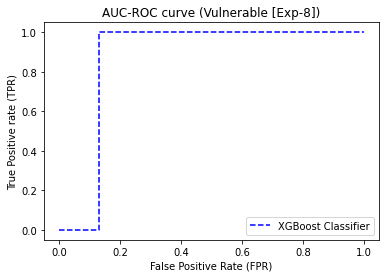 AUC-ROC curve (Vulnerable [Exp-8])
True Positive rate (TPR)
1.0
0.8
0.6
0.4
0.2
0.0
XGBoost Classifier
0.0 0.2 0.4 0.6 0.8 1.0
False Positive Rate (FPR)